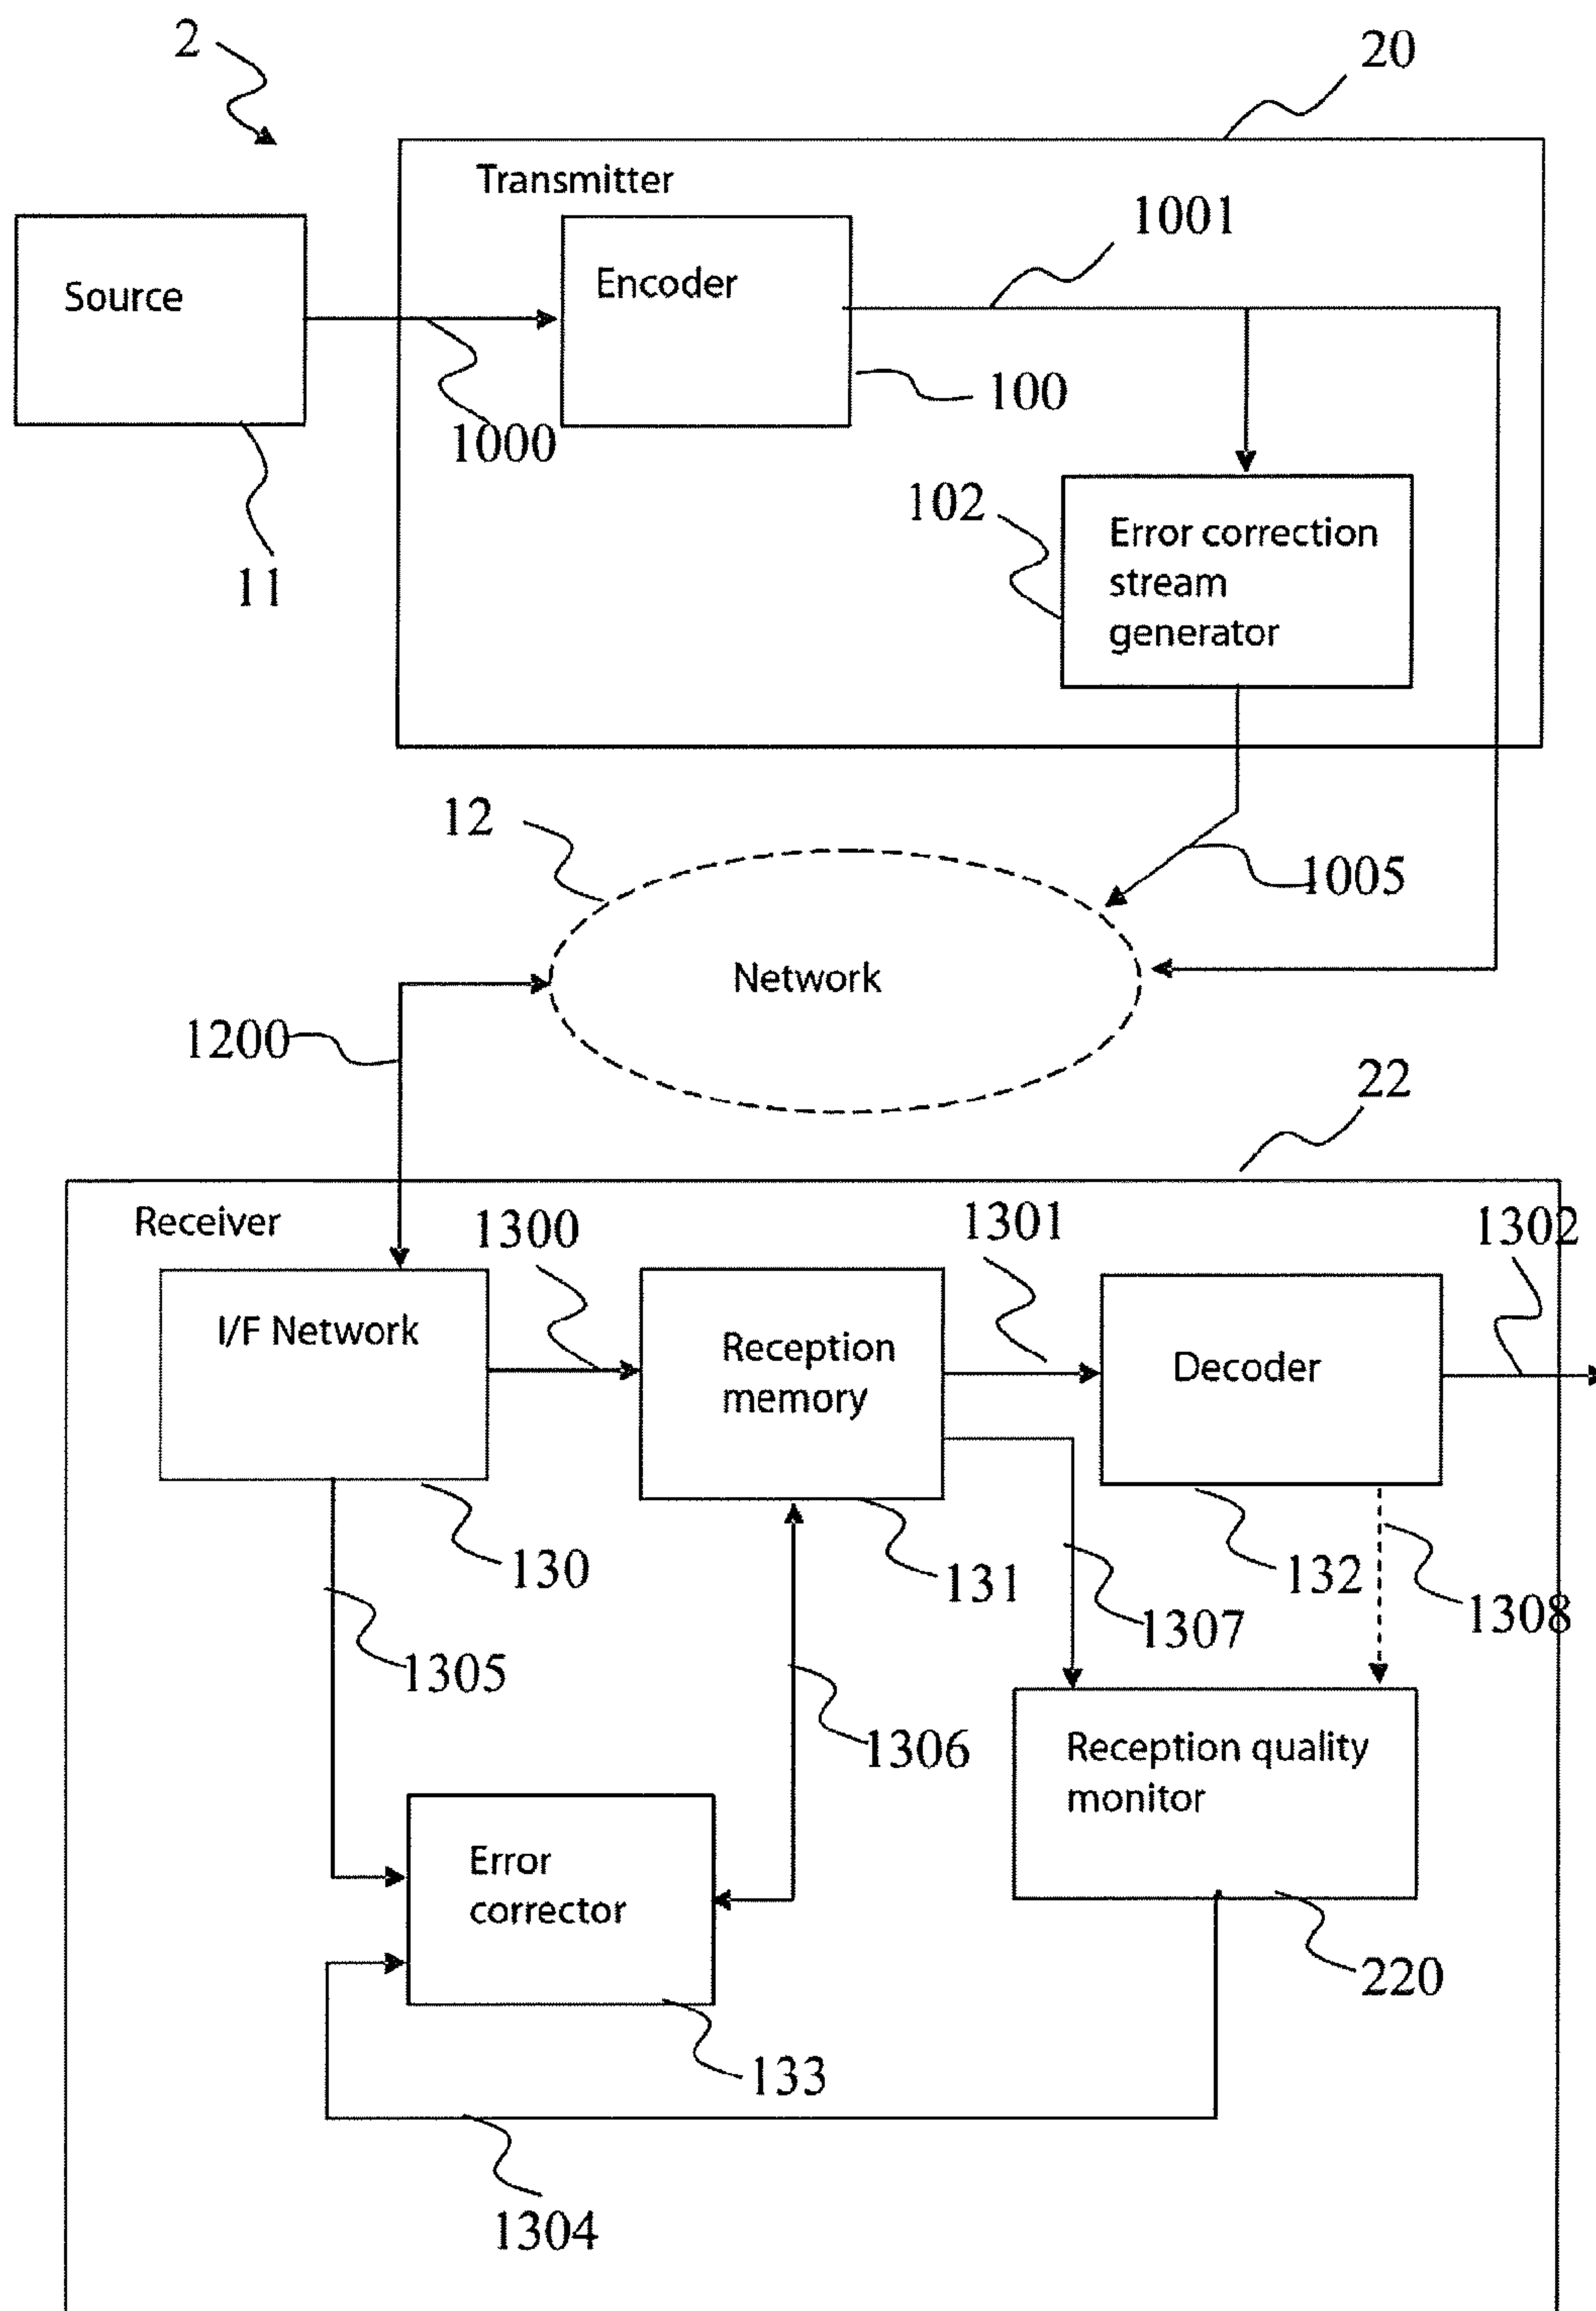 2
20
Transmitter
1001
Source
Encoder
100
1000
102
Error correction
stream
generator
11
12
1005
Network
1200
22
Receiver
1300
1301
1302
I/F Network
Reception
memory
Decoder
130
131
132
1308
1307
1305
1306
Reception quality
monitor
Error
corrector
220
133
1304